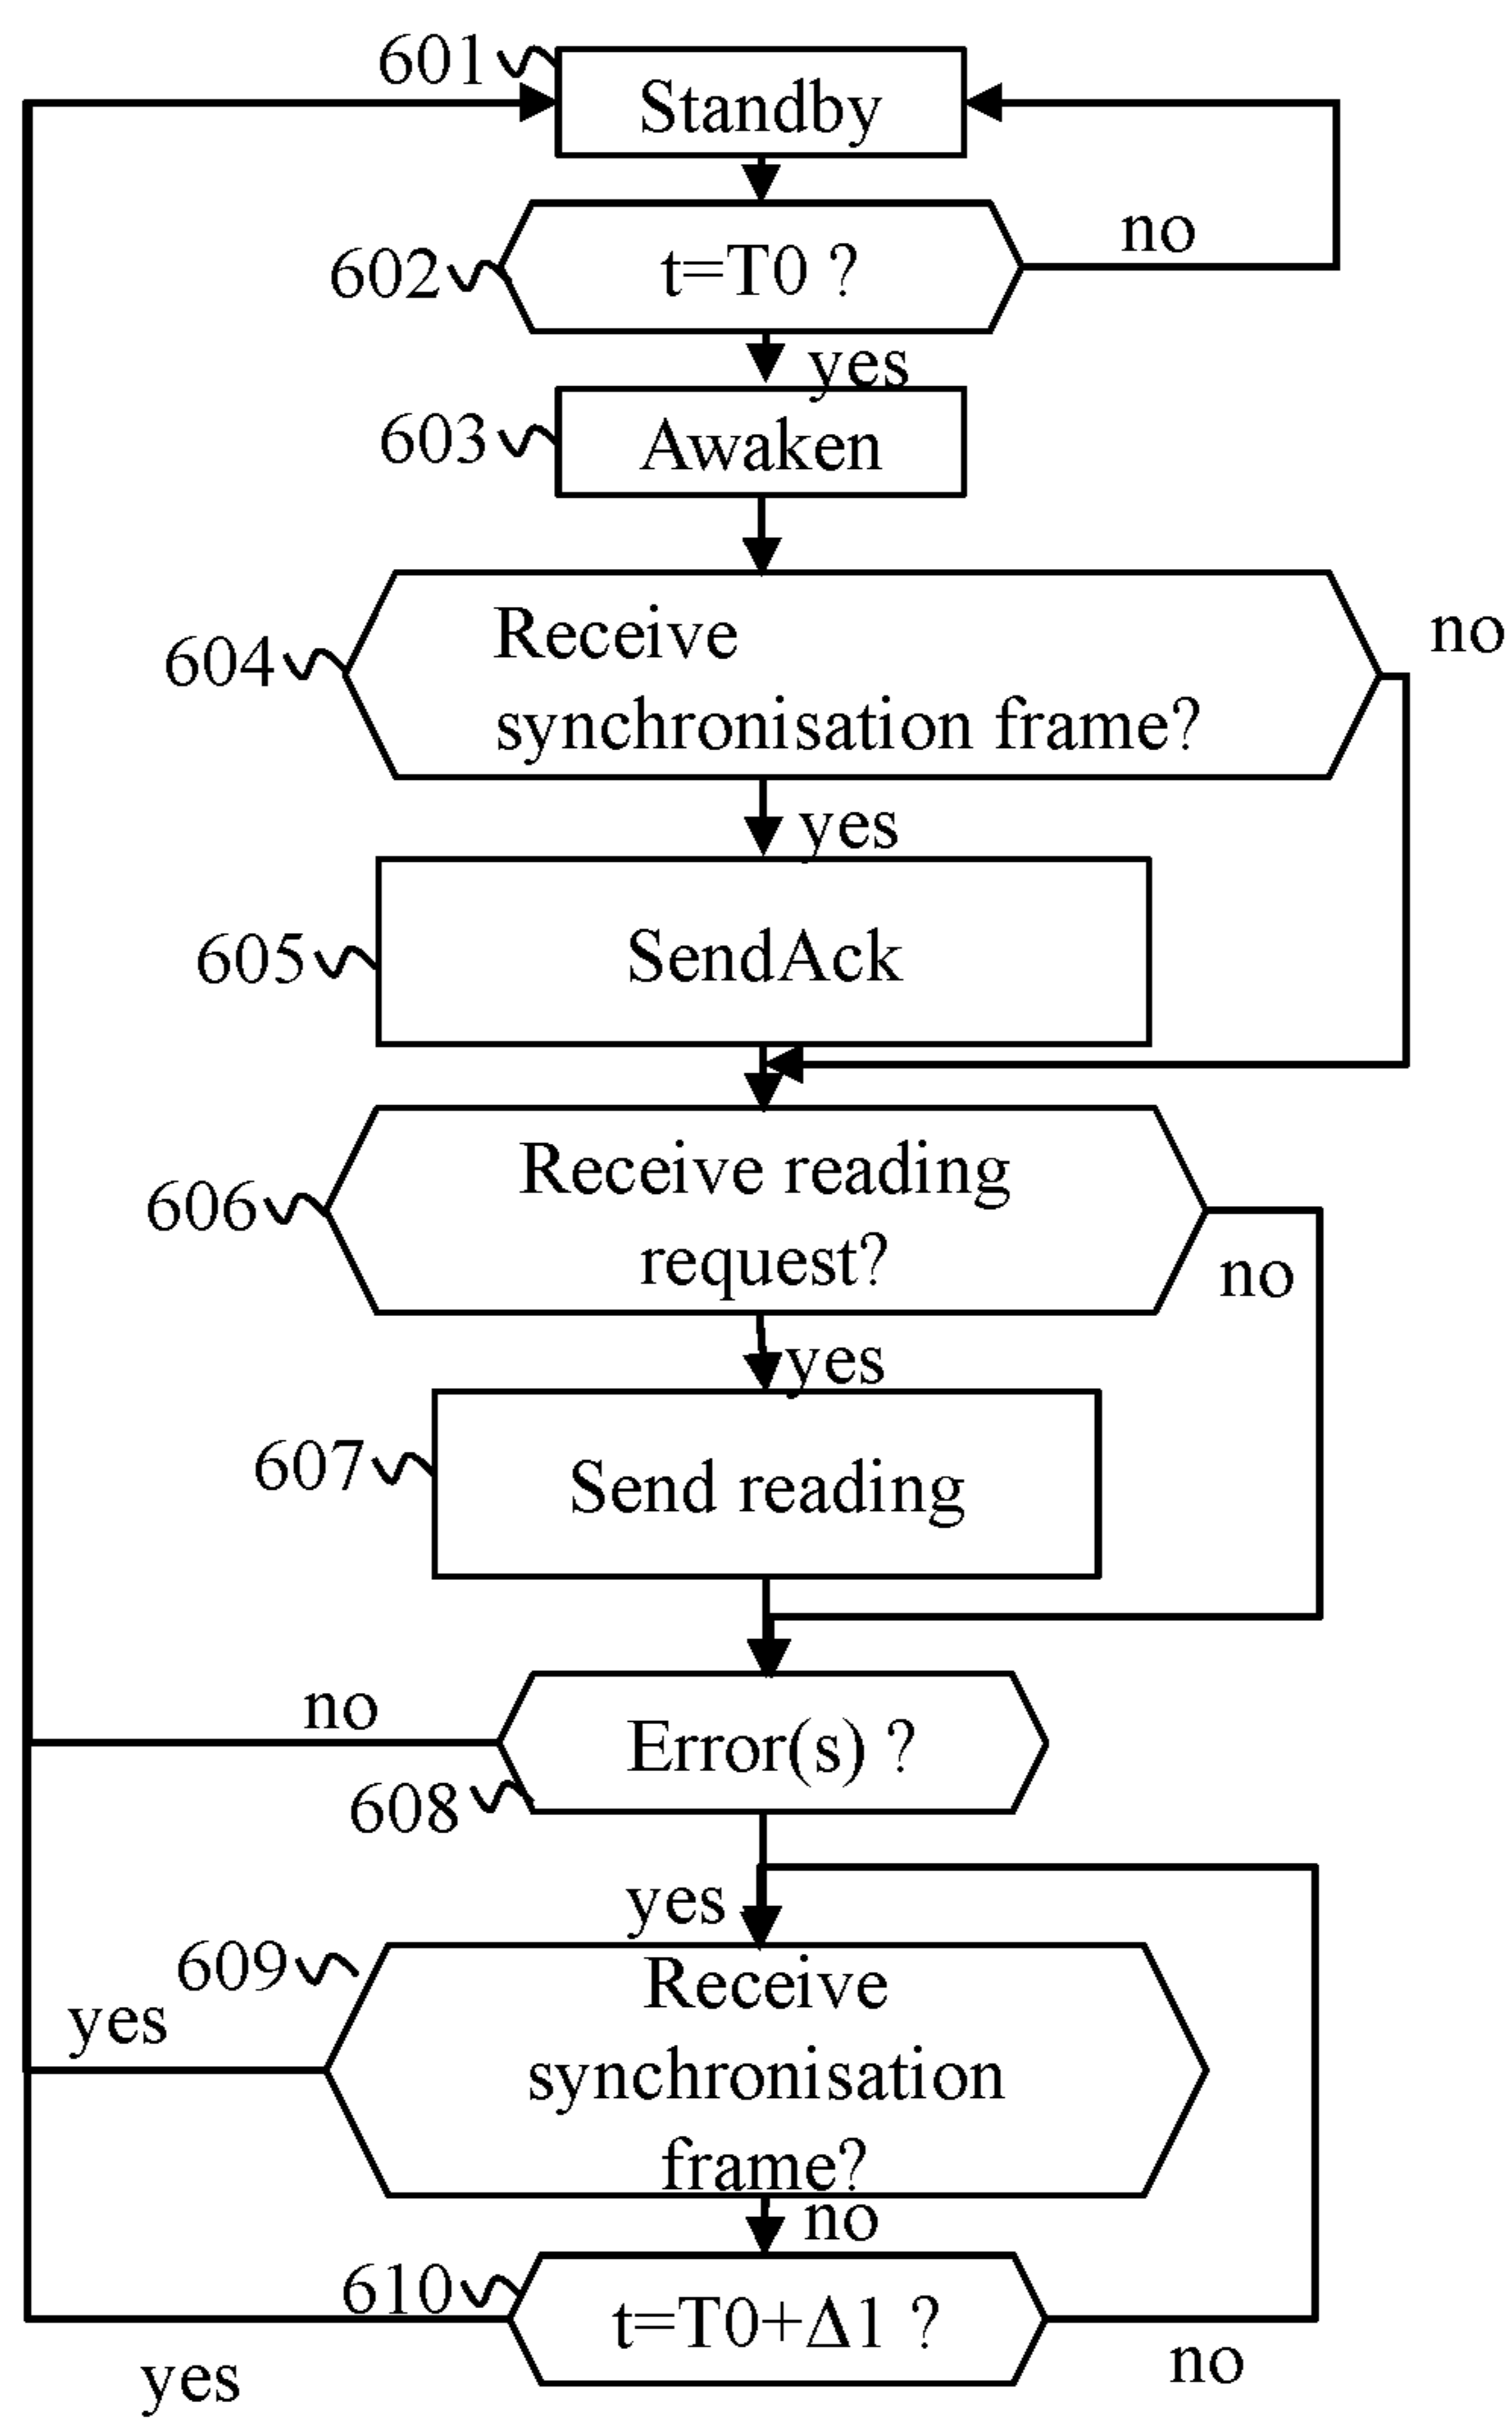 601
Standby
602
t=T0 ?
no
yes
603
Awaken
604
Receive
synchronisation frame?
no
yes
605
SendAck
606
Receive reading
request?
no
yes
607
Send reading
no
Error(s) ?
608
yes
609
Receive
synchronisation
frame?
yes
no
610
t=T0+Δ1 ?
no
yes